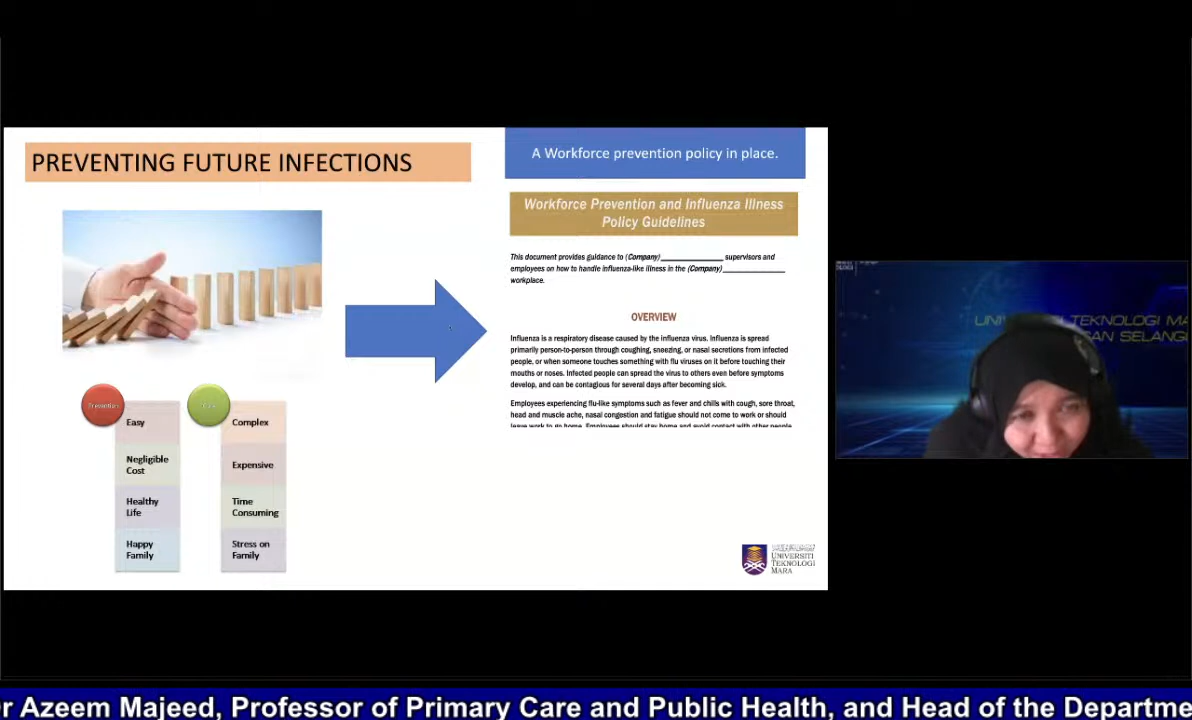 PREVENTING FUTURE INFECTIONS
A Workforce prevention policy in place.
Workforce Prevention and Influenza Illness
Policy Guidelines
This document provides guidance to (Company)______________ supervisors and
employees on how to handle influenza-like illness in the (Company)______________
workplace.
OVERVIEW
Influenza is a respiratory disease caused by the influenza virus. Influenza is spread
primarily person-to-person through coughing, sneezing, or nasal secretions from infected
people, or when someone touches something with flu viruses on it before touching their
mouths or noses. Infected people can spread the virus to others even before symptoms
develop, and can be contagious for several days after becoming sick.
Employees experiencing flu-like symptoms such as fever and chills with cough, sore throat,
head and muscle ache, nasal congestion and fatigue should not come to work or should
leave work to go home. Employees should stay home and avoid contact with other people
Prevention
Easy
Negligible
Cost
Healthy
Life
Happy
Family
Complex
Expensive
Time
Consuming
Stress on
Family
UNIVERSITI
TEKNOLOGI
MARA
UNIV TEKNOLOGI MA
AN SELANG
r Azeem Majeed, Professor of Primary Care and Public Health, and Head of the Departme